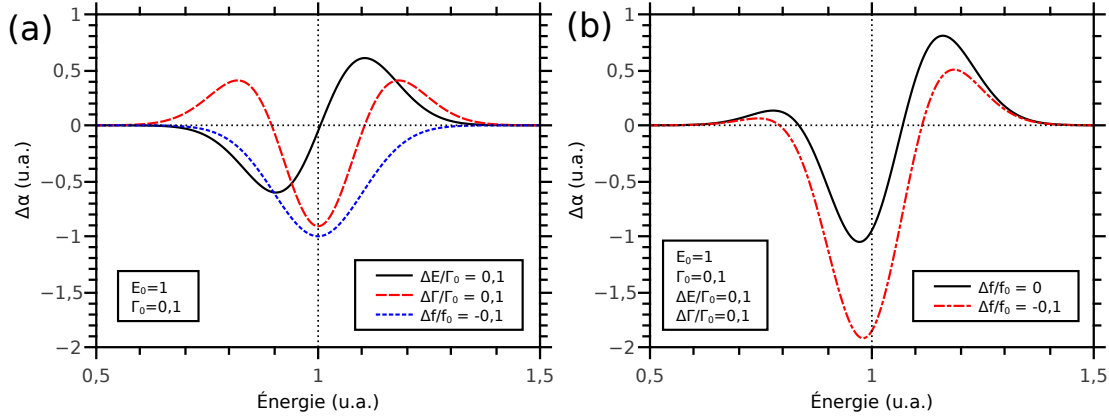 (a)
1
0,5
0
−0,5
−1
−1,5
−2
Δα (u.a.)
E₀=1
Γ₀=0,1
ΔE/Γ₀ = 0,1
ΔΓ/Γ₀ = 0,1
Δf/f₀ = -0,1
0,5 1 1,5
Énergie (u.a.)
(b)
1
0,5
0
−0,5
−1
−1,5
−2
Δα (u.a.)
E₀=1
Γ₀=0,1
ΔE/Γ₀=0,1
ΔΓ/Γ₀=0,1
Δf/f₀ = 0
Δf/f₀ = -0,1
0,5 1 1,5
Énergie (u.a.)